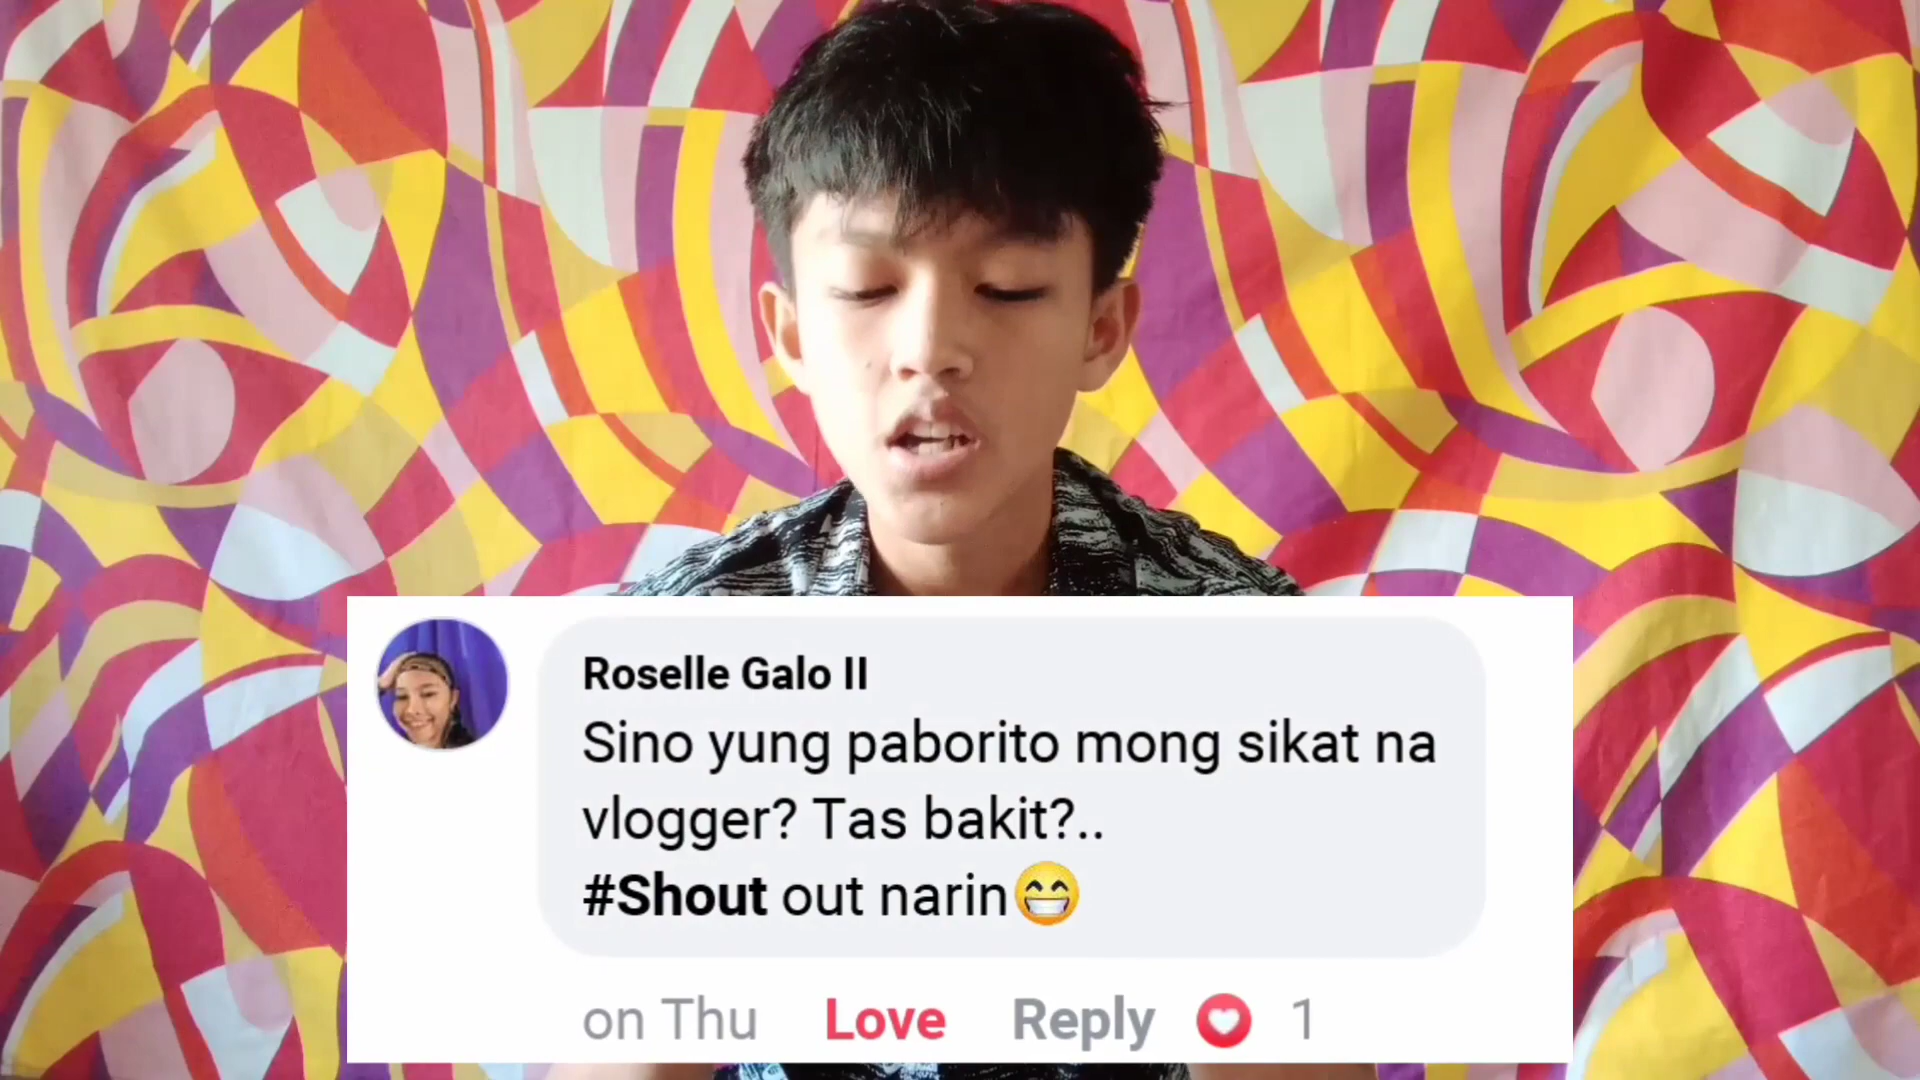 Roselle Galo II
Sino yung paborito mong sikat na
vlogger? Tas bakit?..
#Shout out narin😁
on Thu Love Reply 1